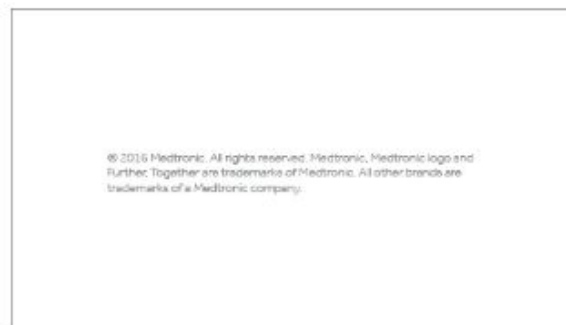 © 2016 Medtronic. All rights reserved. Medtronic, Medtronic logo and
Further, Together are trademarks of Medtronic. All other brands are
trademarks of a Medtronic company.